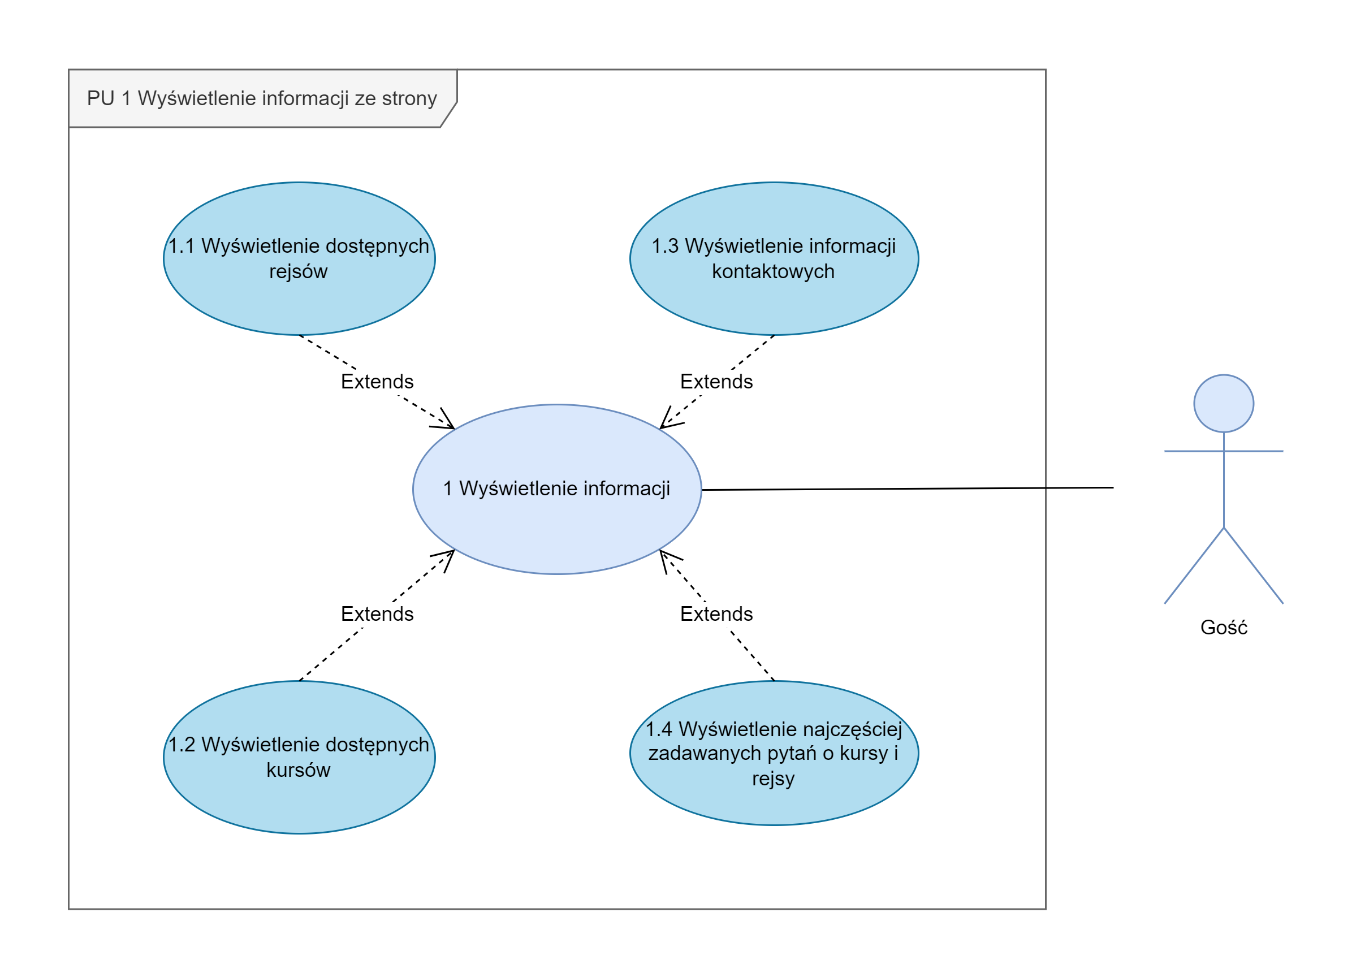 PU 1 Wyświetlenie informacji ze strony
1.1 Wyświetlenie dostępnych
rejsów
1.3 Wyświetlenie informacji
kontaktowych
Extends
Extends
1 Wyświetlenie informacji
Gość
Extends
Extends
1.2 Wyświetlenie dostępnych
kursów
1.4 Wyświetlenie najczęściej
zadawanych pytań o kursy i
rejsy